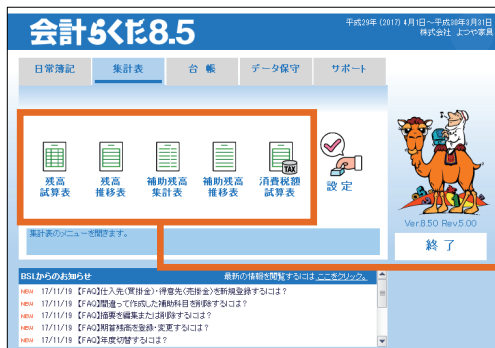 会計らくだ8.5
平成29年 (2017) 4月1日～平成30年3月31日
株式会社 よつや家具
日常簿記 集計表 台 帳 データ保守 サポート
残高試算表 残高推移表 補助残高集計表 補助残高推移表 TAX 消費税額試算表 設 定
集計表のメニューを開きます。
Ver.8.50 Rev5.00
終 了
BSLからのお知らせ 最新の情報を閲覧するには ここをクリック。
NEW 17/11/19 【FAQ】仕入先（買掛金）・得意先（売掛金）を新規登録するには？
NEW 17/11/19 【FAQ】間違って作成した補助科目を削除するには？
NEW 17/11/19 【FAQ】摘要を編集または削除するには？
NEW 17/11/19 【FAQ】期首残高を登録・変更するには？
NEW 17/11/19 【FAQ】年度切替するには？